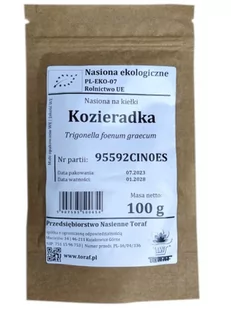 Nasiona ekologiczne
PL-EKO-07
Rolnictwo UE
Nasiona na kiełki
Kozieradka
Trigonella foenum graecum
Nr partii: 95592CIN0ES
Data pakowania: 07.2023
Data ważności: 01.2028
Masa netto:
100 g
Przedsiębiorstwo Nasienne Toraf
www.toraf.pl